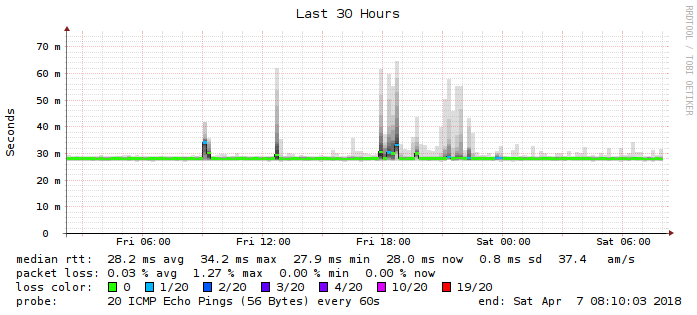 Last 30 Hours
RRDTOOL / TOBI OETIKER
Seconds
70 m
60 m
50 m
40 m
30 m
20 m
10 m
0
Fri 06:00 Fri 12:00 Fri 18:00 Sat 00:00 Sat 06:00
median rtt: 28.2 ms avg 34.2 ms max 27.9 ms min 28.0 ms now 0.8 ms sd 37.4 am/s
packet loss: 0.03 % avg 1.27 % max 0.00 % min 0.00 % now
loss color: 0 1/20 2/20 3/20 4/20 10/20 19/20
probe: 20 ICMP Echo Pings (56 Bytes) every 60s end: Sat Apr 7 08:10:03 2018